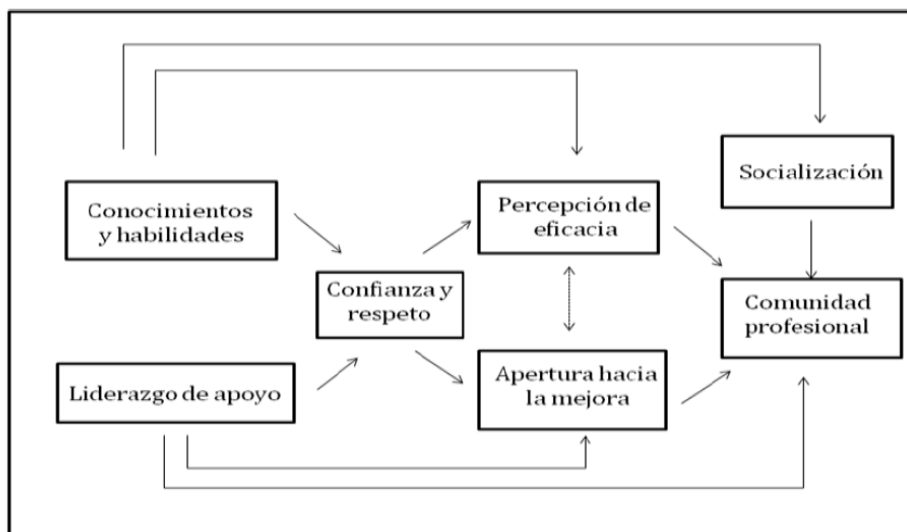 Socialización
Conocimientos
y habilidades
Percepción de
eficacia
Confianza y
respeto
Comunidad
profesional
Liderazgo de apoyo
Apertura hacia
la mejora